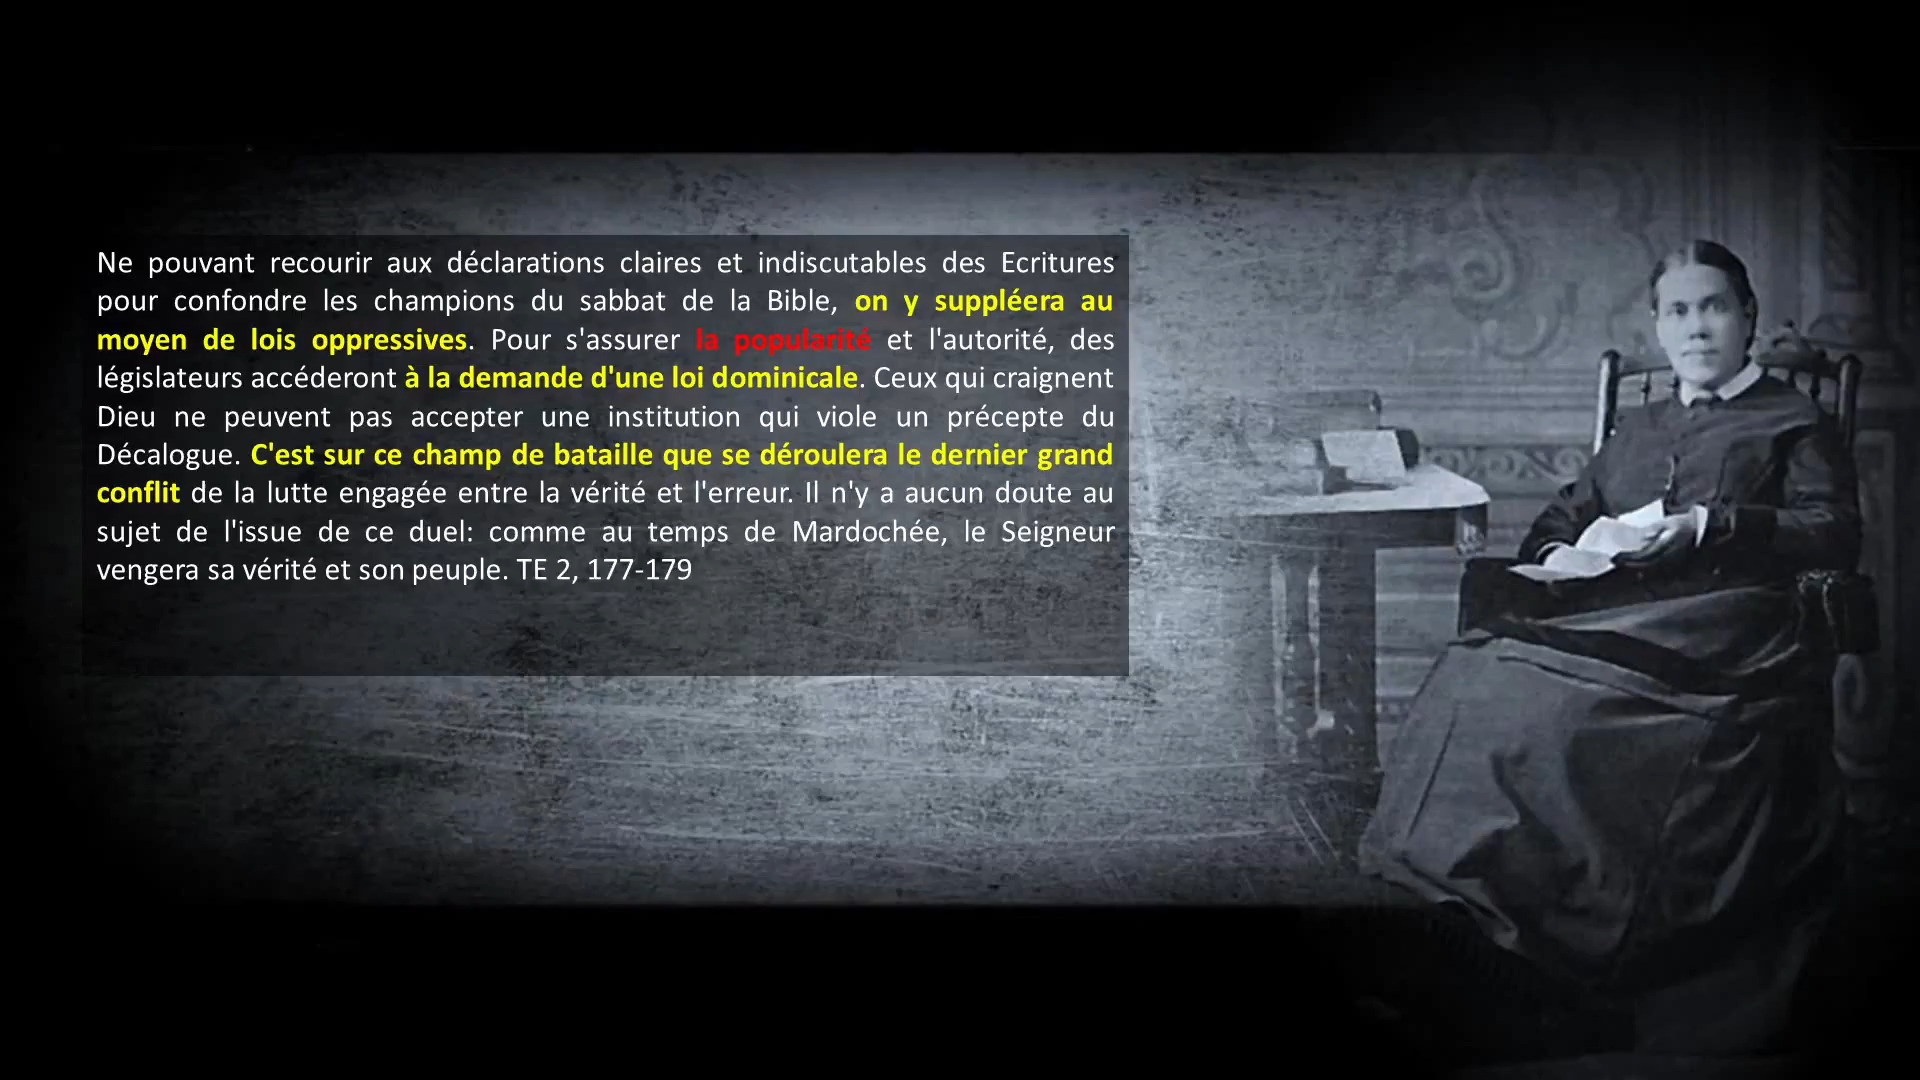 Ne pouvant recourir aux déclarations claires et indiscutables des Ecritures
pour confondre les champions du sabbat de la Bible, on y suppléera au
moyen de lois oppressives. Pour s'assurer la popularité et l'autorité, des
législateurs accéderont à la demande d'une loi dominicale. Ceux qui craignent
Dieu ne peuvent pas accepter une institution qui viole un précepte du
Décalogue. C'est sur ce champ de bataille que se déroulera le dernier grand
conflit de la lutte engagée entre la vérité et l'erreur. Il n'y a aucun doute au
sujet de l'issue de ce duel: comme au temps de Mardochée, le Seigneur
vengera sa vérité et son peuple. TE 2, 177-179